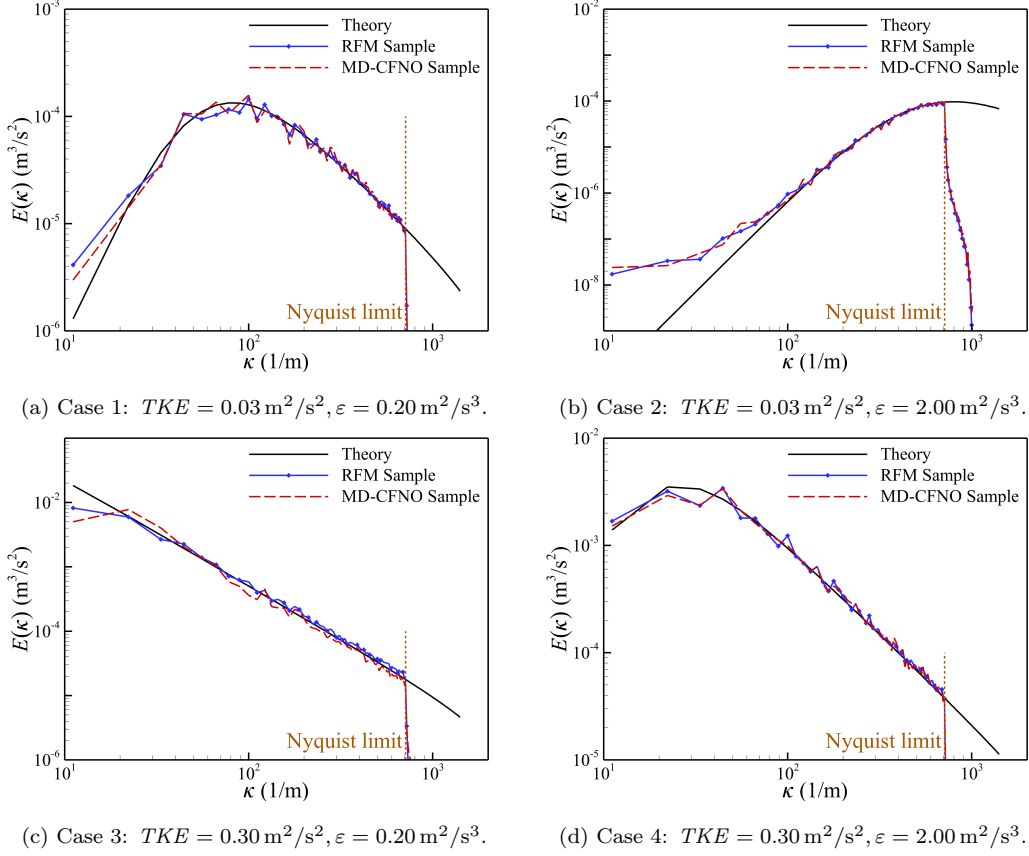 10⁻³
Theory
RFM Sample
MD-CFNO Sample
10⁻⁴
E(κ) (m³/s²)
10⁻⁵
Nyquist limit
10⁻⁶
10¹ 10² 10³
κ (1/m)
(a) Case 1: TKE = 0.03 m²/s², ε = 0.20 m²/s³.
10⁻²
Theory
RFM Sample
MD-CFNO Sample
10⁻⁴
E(κ) (m³/s²)
10⁻⁶
10⁻⁸
Nyquist limit
10¹ 10² 10³
κ (1/m)
(b) Case 2: TKE = 0.03 m²/s², ε = 2.00 m²/s³.
Theory
RFM Sample
MD-CFNO Sample
10⁻²
E(κ) (m³/s²)
10⁻⁴
Nyquist limit
10⁻⁶
10¹ 10² 10³
κ (1/m)
(c) Case 3: TKE = 0.30 m²/s², ε = 0.20 m²/s³.
10⁻²
Theory
RFM Sample
MD-CFNO Sample
10⁻³
E(κ) (m³/s²)
10⁻⁴
Nyquist limit
10⁻⁵
10¹ 10² 10³
κ (1/m)
(d) Case 4: TKE = 0.30 m²/s², ε = 2.00 m²/s³.